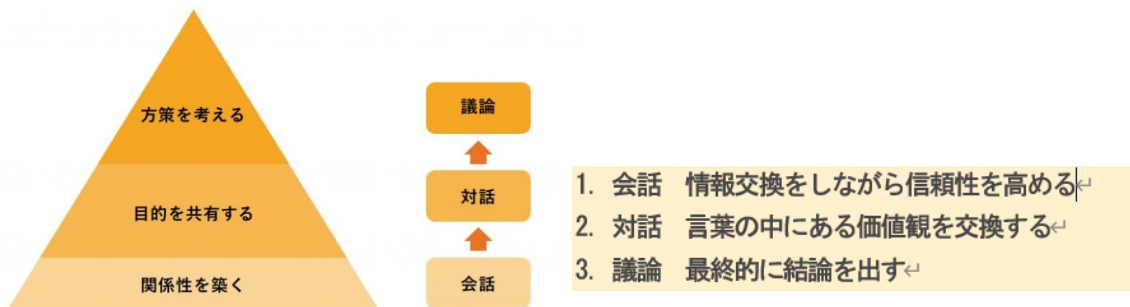 方策を考える
目的を共有する
関係性を築く
議論
対話
会話
1. 会話　情報交換をしながら信頼性を高める↵
2. 対話　言葉の中にある価値観を交換する↵
3. 議論　最終的に結論を出す↵